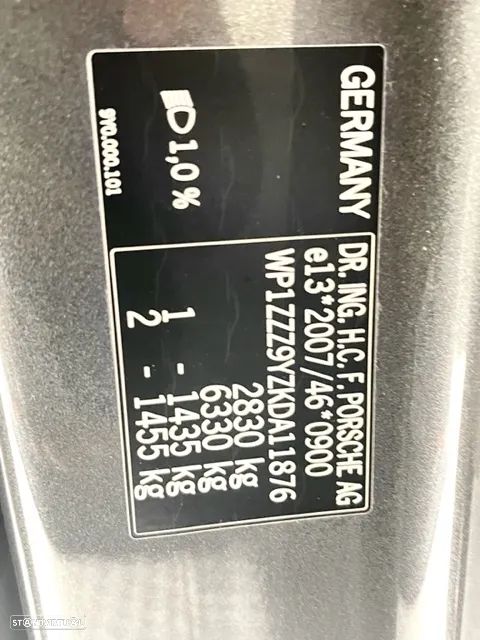 GERMANY
1,0%
9Y0.000.101
DR. ING. H.C. F. PORSCHE AG
e13*2007/46*0900
WP1ZZZ9YZKDA11876
2830 kg
6330 kg
1 - 1435 kg
2 - 1455 kg